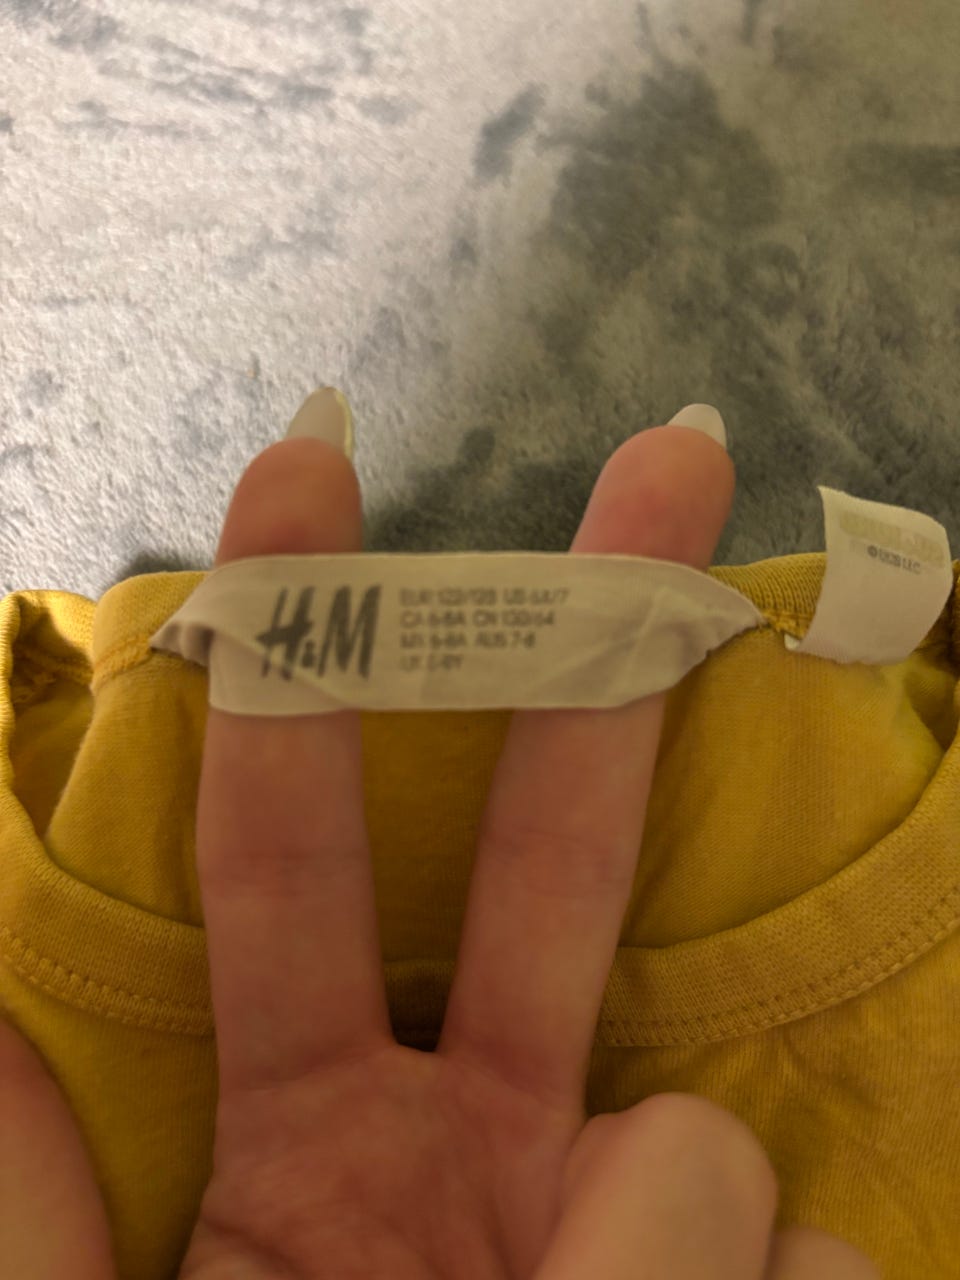 H&M
EUR 122/128 US 6X/7
CA 6-8A CN 130/64
MX 6-8A AUS 7-8
UK 6-8Y
LLC